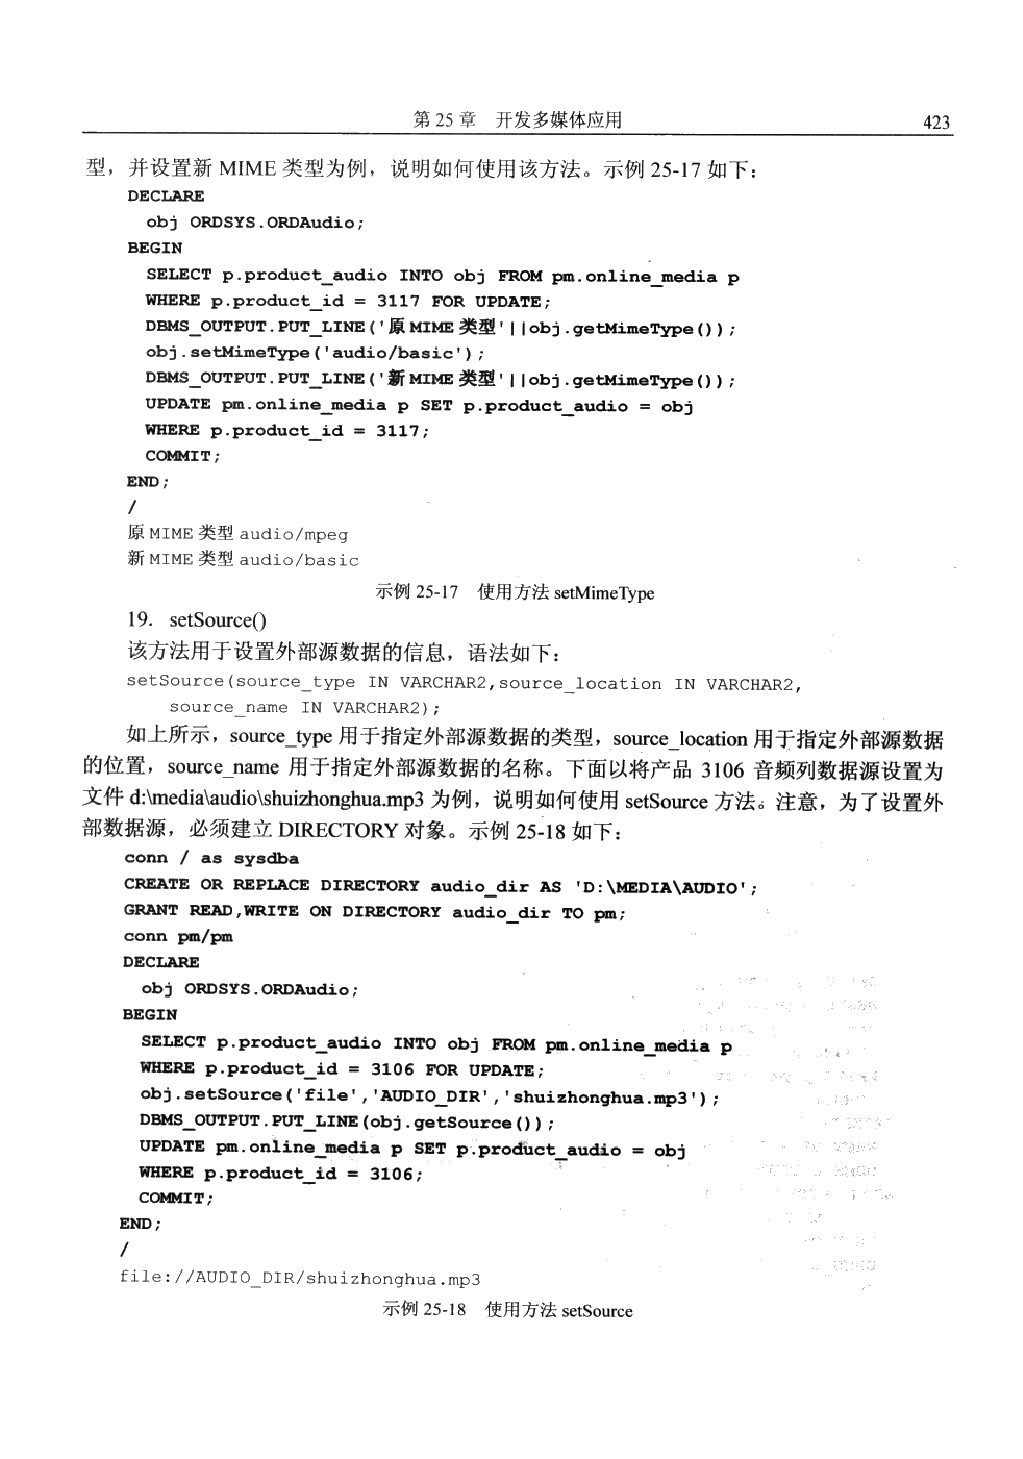 第 25 章　开发多媒体应用　423
型，并设置新 MIME 类型为例，说明如何使用该方法。示例 25-17 如下：
DECLARE
obj ORDSYS.ORDAudio;
BEGIN
SELECT p.product_audio INTO obj FROM pm.online_media p
WHERE p.product_id = 3117 FOR UPDATE;
DBMS_OUTPUT.PUT_LINE('原 MIME 类型'||obj.getMimeType());
obj.setMimeType('audio/basic');
DBMS_OUTPUT.PUT_LINE('新 MIME 类型'||obj.getMimeType());
UPDATE pm.online_media p SET p.product_audio = obj
WHERE p.product_id = 3117;
COMMIT;
END;
/
原 MIME 类型 audio/mpeg
新 MIME 类型 audio/basic
示例 25-17　使用方法 setMimeType
19. setSource()
该方法用于设置外部源数据的信息，语法如下：
setSource(source_type IN VARCHAR2,source_location IN VARCHAR2,
source_name IN VARCHAR2);
如上所示，source_type 用于指定外部源数据的类型，source_location 用于指定外部源数据
的位置，source_name 用于指定外部源数据的名称。下面以将产品 3106 音频列数据源设置为
文件 d:\media\audio\shuizhonghua.mp3 为例，说明如何使用 setSource 方法。注意，为了设置外
部数据源，必须建立 DIRECTORY 对象。示例 25-18 如下：
conn / as sysdba
CREATE OR REPLACE DIRECTORY audio_dir AS 'D:\MEDIA\AUDIO';
GRANT READ,WRITE ON DIRECTORY audio_dir TO pm;
conn pm/pm
DECLARE
obj ORDSYS.ORDAudio;
BEGIN
SELECT p.product_audio INTO obj FROM pm.online_media p
WHERE p.product_id = 3106 FOR UPDATE;
obj.setSource('file','AUDIO_DIR','shuizhonghua.mp3');
DBMS_OUTPUT.PUT_LINE(obj.getSource());
UPDATE pm.online_media p SET p.product_audio = obj
WHERE p.product_id = 3106;
COMMIT;
END;
/
file://AUDIO_DIR/shuizhonghua.mp3
示例 25-18　使用方法 setSource